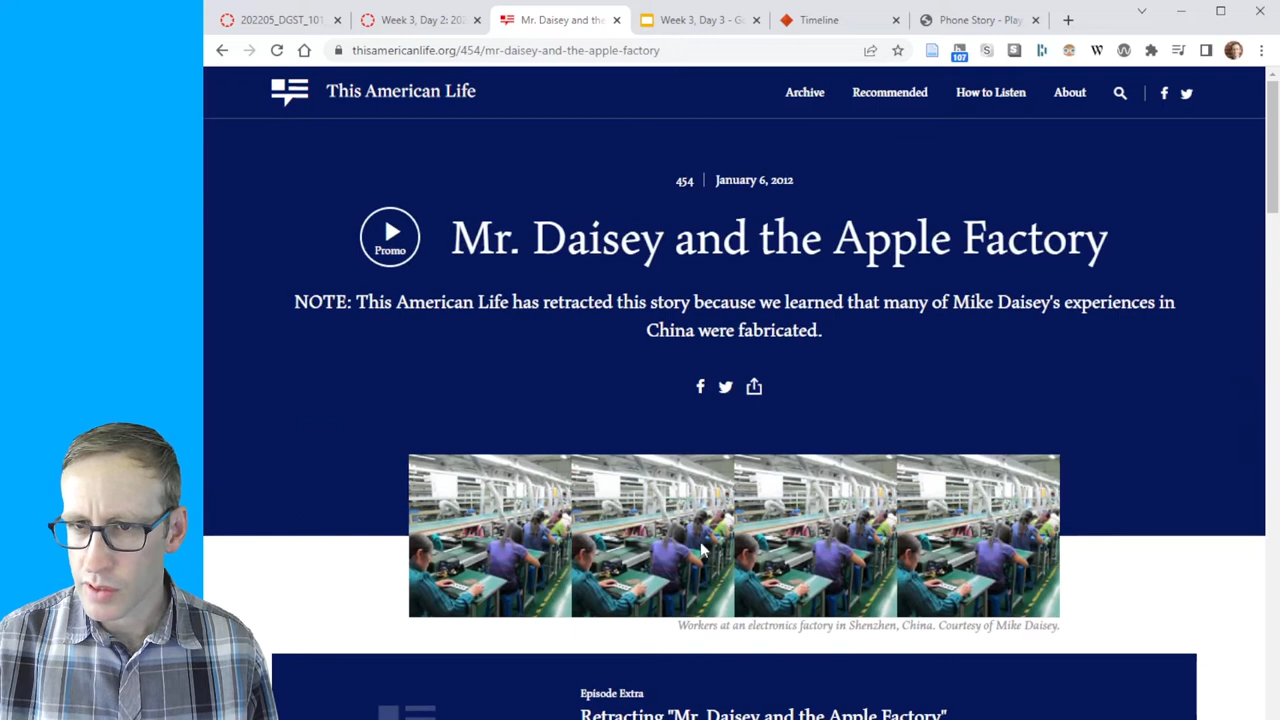 202205_DGST_101
Week 3, Day 2: 202
Mr. Daisey and the
Week 3, Day 3 - Go
Timeline
Phone Story - Play
thisamericanlife.org/454/mr-daisey-and-the-apple-factory
107
S
S
W
This American Life
Archive
Recommended
How to Listen
About
454
January 6, 2012
Promo
Mr. Daisey and the Apple Factory
NOTE: This American Life has retracted this story because we learned that many of Mike Daisey's experiences in
China were fabricated.
Workers at an electronics factory in Shenzhen, China. Courtesy of Mike Daisey.
Episode Extra
Retracting "Mr. Daisey and the Apple Factory"